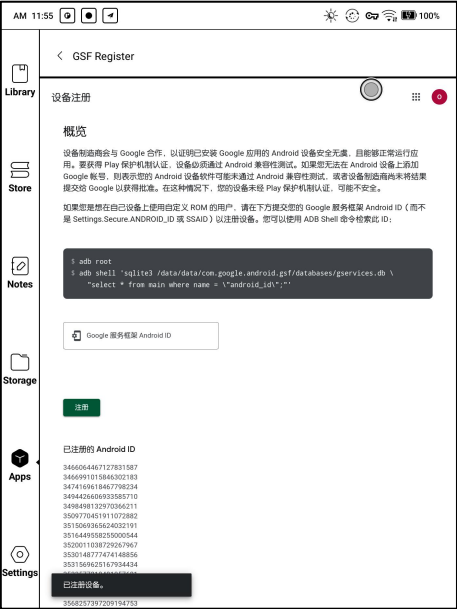 AM 11:55
100%
GSF Register
Library
设备注册
O
概览
设备制造商会与 Google 合作，以证明已安装 Google 应用的 Android 设备安全无虞，且能够正常运行应
用。要获得 Play 保护机制认证，设备必须通过 Android 兼容性测试。如果您无法在 Android 设备上添加
Google 帐号，则表示您的 Android 设备软件可能未通过 Android 兼容性测试，或者设备制造商尚未将结果
提交给 Google 以获得批准。在这种情况下，您的设备未经 Play 保护机制认证，可能不安全。
Store
如果您是想在自己设备上使用自定义 ROM 的用户，请在下方提交您的 Google 服务框架 Android ID（而不
是 Settings.Secure.ANDROID_ID 或 SSAID）以注册设备。您可以使用 ADB Shell 命令检索此 ID：
$ adb root
$ adb shell 'sqlite3 /data/data/com.google.android.gsf/databases/gservices.db \
"select * from main where name = \"android_id\";"'
Notes
Google 服务框架 Android ID
Storage
注册
已注册的 Android ID
3466064467127831587
3466991015846302183
3474169618467798234
Apps
3494426606933585710
3498498132970366211
3509770451911072882
3515069365624032191
3516449558255000544
3520011038729267967
3530148777474148856
3531569625167934434
Settings
已注册设备。
3568257397209194753